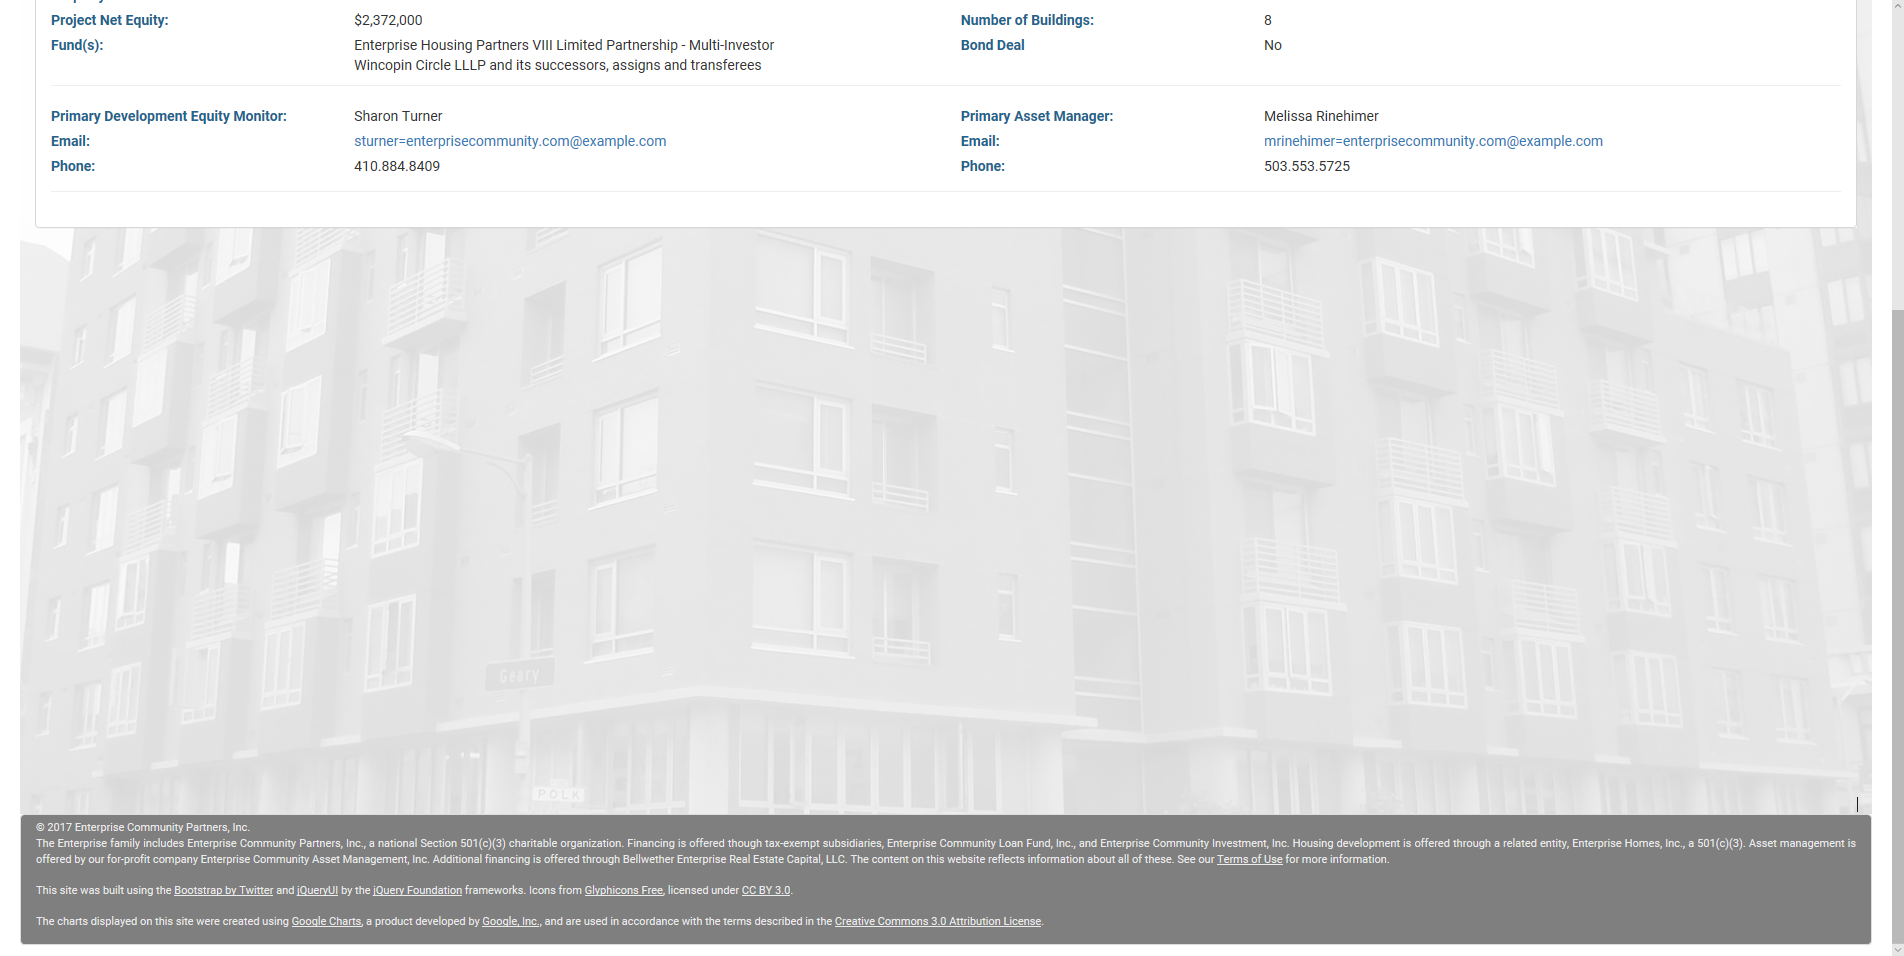 Project Net Equity: $2,372,000 Number of Buildings: 8
Fund(s): Enterprise Housing Partners VIII Limited Partnership - Multi-Investor Bond Deal No
Wincopin Circle LLLP and its successors, assigns and transferees
Primary Development Equity Monitor: Sharon Turner Primary Asset Manager: Melissa Rinehimer
Email: sturner=enterprisecommunity.com@example.com Email: mrinehimer=enterprisecommunity.com@example.com
Phone: 410.884.8409 Phone: 503.553.5725
Geary
POLK
© 2017 Enterprise Community Partners, Inc.
The Enterprise family includes Enterprise Community Partners, Inc., a national Section 501(c)(3) charitable organization. Financing is offered though tax-exempt subsidiaries, Enterprise Community Loan Fund, Inc., and Enterprise Community Investment, Inc. Housing development is offered through a related entity, Enterprise Homes, Inc., a 501(c)(3). Asset management is
offered by our for-profit company Enterprise Community Asset Management, Inc. Additional financing is offered through Bellwether Enterprise Real Estate Capital, LLC. The content on this website reflects information about all of these. See our Terms of Use for more information.
This site was built using the Bootstrap by Twitter and jQueryUI by the jQuery Foundation frameworks. Icons from Glyphicons Free, licensed under CC BY 3.0.
The charts displayed on this site were created using Google Charts, a product developed by Google, Inc., and are used in accordance with the terms described in the Creative Commons 3.0 Attribution License.